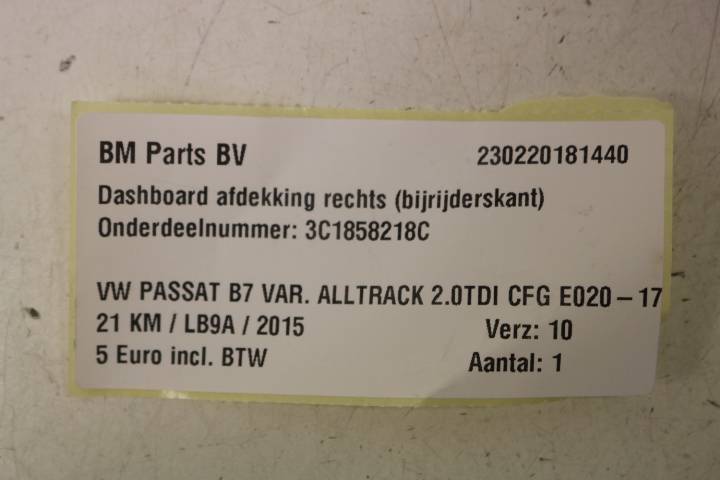 BM Parts BV 230220181440
Dashboard afdekking rechts (bijrijderskant)
Onderdeelnummer: 3C1858218C
VW PASSAT B7 VAR. ALLTRACK 2.0TDI CFG E020-17
21 KM / LB9A / 2015 Verz: 10
5 Euro incl. BTW Aantal: 1